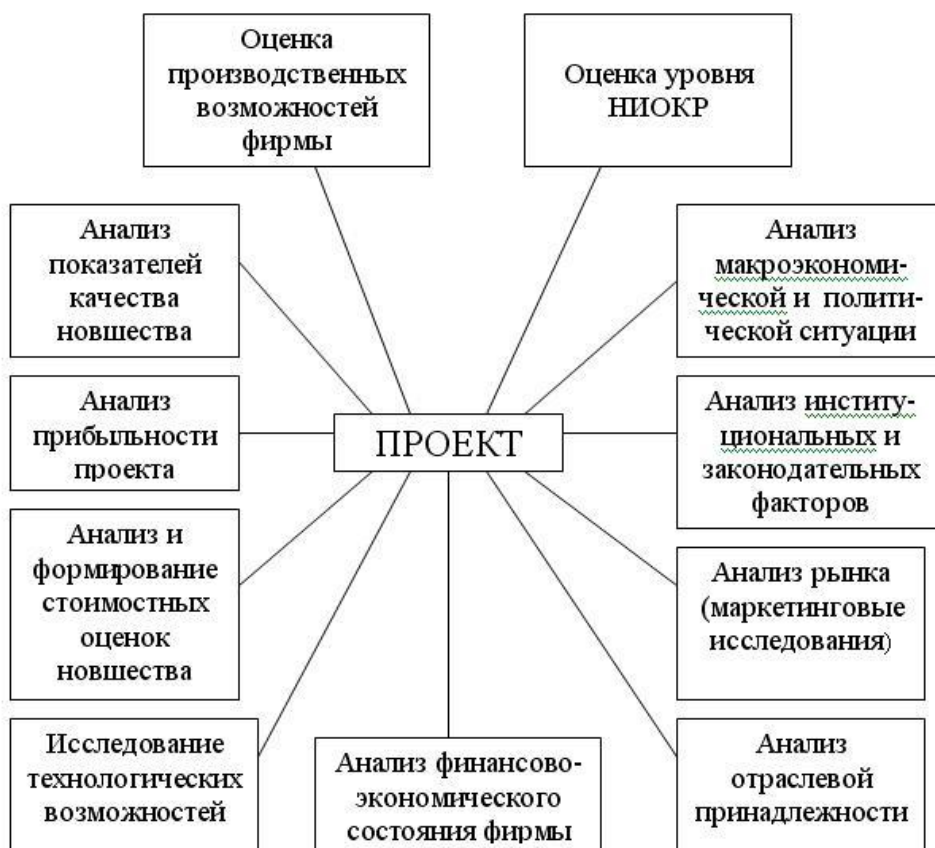 Оценка
производственных
возможностей
фирмы
Оценка уровня
НИОКР
Анализ
показателей
качества
новшества
Анализ
макроэкономи-
ческой и полити-
ческой ситуации
Анализ
прибыльности
проекта
ПРОЕКТ
Анализ институ-
циональных и
законодательных
факторов
Анализ и
формирование
стоимостных
оценок
новшества
Анализ рынка
(маркетинговые
исследования)
Исследование
технологических
возможностей
Анализ финансово-
экономического
состояния фирмы
Анализ
отраслевой
принадлежности